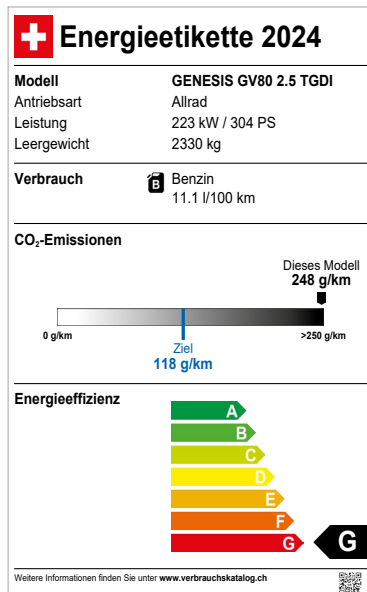 Energieetikette 2024
Modell GENESIS GV80 2.5 TGDI
Antriebsart Allrad
Leistung 223 kW / 304 PS
Leergewicht 2330 kg
Verbrauch B Benzin
11.1 l/100 km
CO₂-Emissionen
Dieses Modell
248 g/km
0 g/km >250 g/km
Ziel
118 g/km
Energieeffizienz
A
B
C
D
E
F
G G
Weitere Informationen finden Sie unter www.verbrauchskatalog.ch